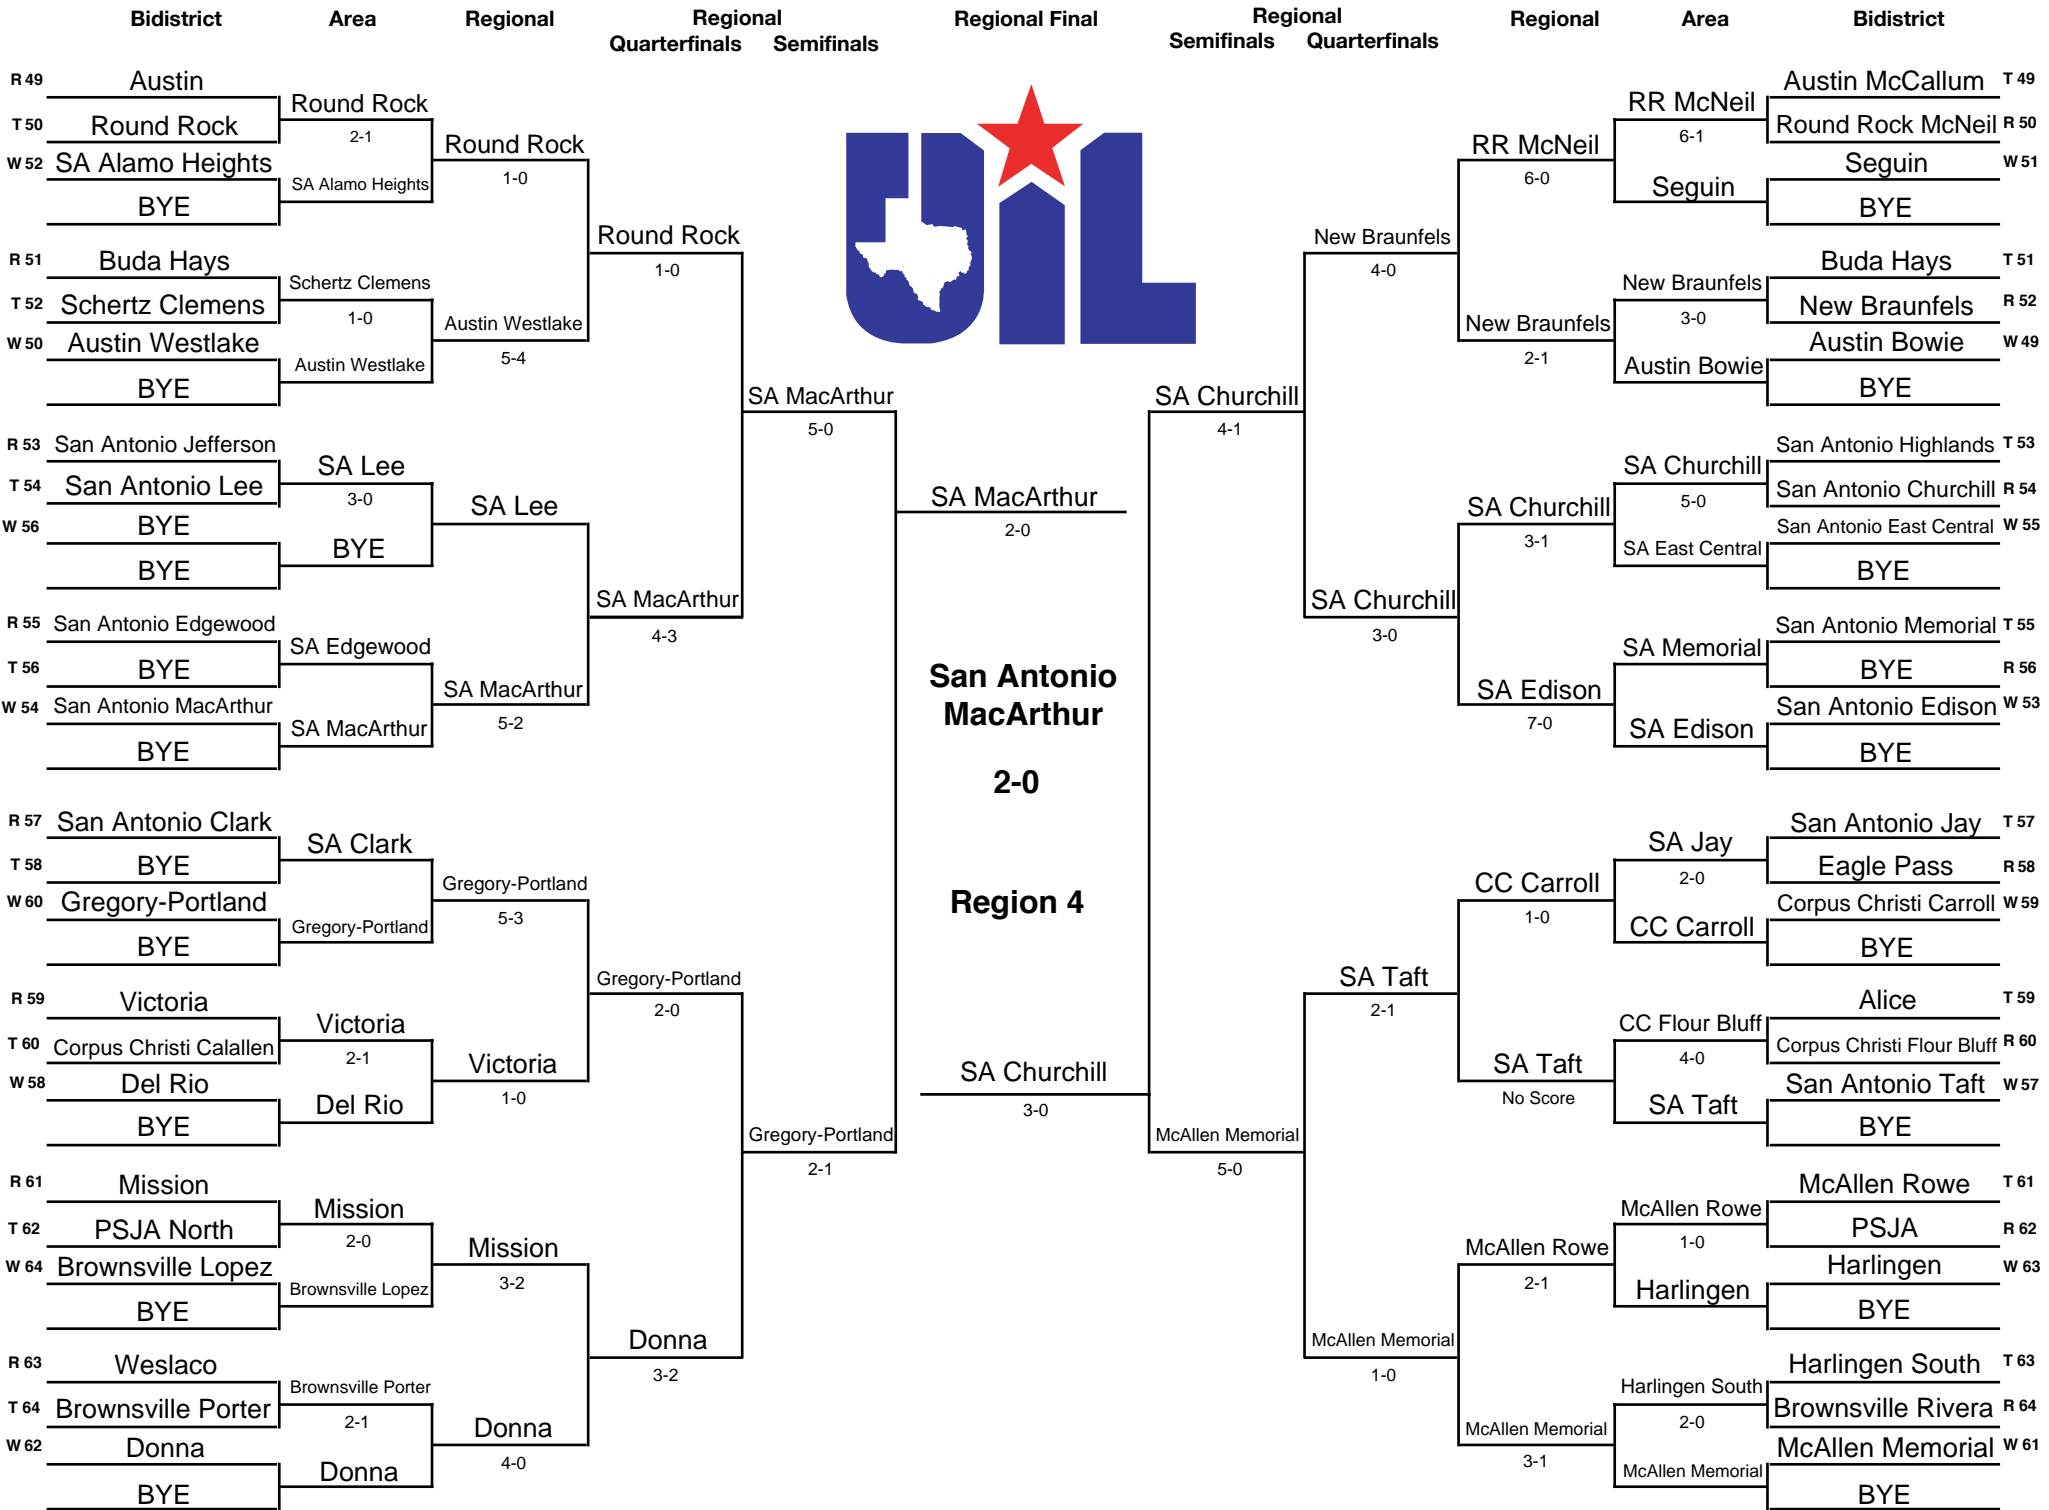 Bidistrict Area Regional Regional Regional Final Regional Regional Area Bidistrict
Quarterfinals Semifinals Semifinals Quarterfinals
R 49 Austin
Round Rock
T 50 Round Rock
2-1
Round Rock
W 52 SA Alamo Heights
1-0
SA Alamo Heights
BYE
Round Rock
1-0
R 51 Buda Hays
Schertz Clemens
T 52 Schertz Clemens
1-0
Austin Westlake
W 50 Austin Westlake
5-4
Austin Westlake
BYE
SA MacArthur
5-0
R 53 San Antonio Jefferson
SA Lee
T 54 San Antonio Lee
3-0
SA Lee
W 56 BYE
BYE
BYE
SA MacArthur
4-3
R 55 San Antonio Edgewood
SA Edgewood
T 56 BYE
SA MacArthur
5-2
W 54 San Antonio MacArthur
SA MacArthur
BYE
R 57 San Antonio Clark
SA Clark
T 58 BYE
Gregory-Portland
5-3
W 60 Gregory-Portland
Gregory-Portland
BYE
Gregory-Portland
2-0
R 59 Victoria
Victoria
T 60 Corpus Christi Calallen
2-1
Victoria
1-0
W 58 Del Rio
Del Rio
BYE
Gregory-Portland
2-1
R 61 Mission
Mission
T 62 PSJA North
2-0
Mission
3-2
W 64 Brownsville Lopez
Brownsville Lopez
BYE
Donna
3-2
R 63 Weslaco
Brownsville Porter
T 64 Brownsville Porter
2-1
Donna
4-0
W 62 Donna
Donna
BYE
UIL
SA MacArthur
2-0
San Antonio
MacArthur
2-0
Region 4
SA Churchill
3-0
Austin McCallum T 49
RR McNeil
6-1
Round Rock McNeil R 50
RR McNeil
6-0
Seguin W 51
Seguin
BYE
New Braunfels
4-0
Buda Hays T 51
New Braunfels
3-0
New Braunfels R 52
New Braunfels
2-1
Austin Bowie W 49
Austin Bowie
BYE
SA Churchill
4-1
San Antonio Highlands T 53
SA Churchill
5-0
San Antonio Churchill R 54
SA Churchill
3-1
San Antonio East Central W 55
SA East Central
BYE
SA Churchill
3-0
San Antonio Memorial T 55
SA Memorial
BYE R 56
SA Edison
7-0
San Antonio Edison W 53
SA Edison
BYE
San Antonio Jay T 57
SA Jay
2-0
Eagle Pass R 58
CC Carroll
1-0
Corpus Christi Carroll W 59
CC Carroll
BYE
SA Taft
2-1
Alice T 59
CC Flour Bluff
4-0
Corpus Christi Flour Bluff R 60
SA Taft
No Score
San Antonio Taft W 57
SA Taft
BYE
McAllen Memorial
5-0
McAllen Rowe T 61
McAllen Rowe
1-0
PSJA R 62
McAllen Rowe
2-1
Harlingen W 63
Harlingen
BYE
McAllen Memorial
1-0
Harlingen South T 63
Harlingen South
2-0
Brownsville Rivera R 64
McAllen Memorial
3-1
McAllen Memorial W 61
McAllen Memorial
BYE